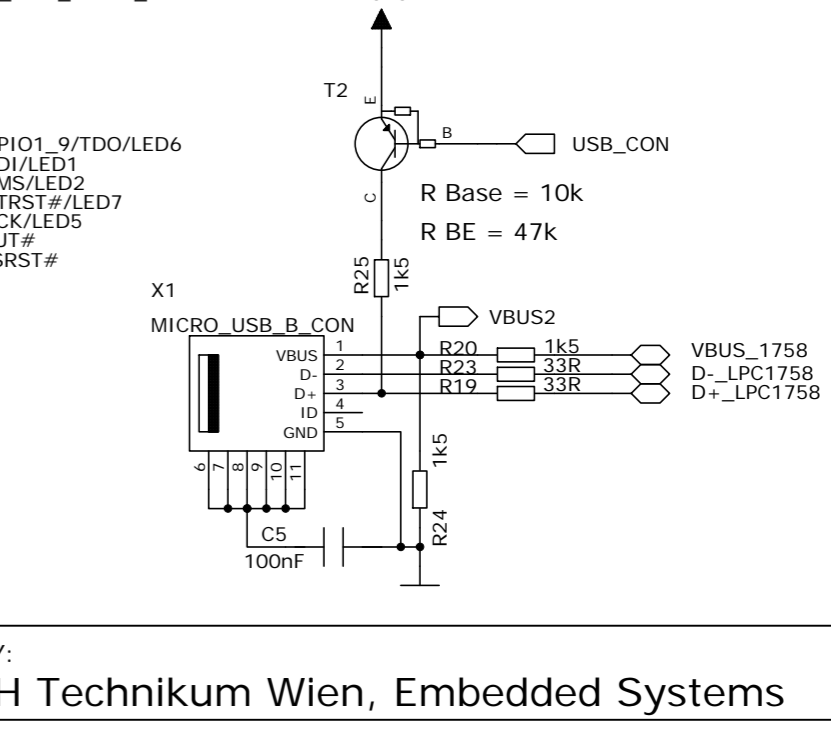 T2
E
B
USB_CON
PIO1_9/TDO/LED6
DI/LED1
MS/LED2
TRST#/LED7
CK/LED5
UT#
SRST#
C
R Base = 10k
R BE = 47k
R25
1k5
X1
MICRO_USB_B_CON
VBUS2
VBUS 1 R20 1k5 VBUS_1758
D- 2 R23 33R D-_LPC1758
D+ 3 R19 33R D+_LPC1758
ID 4
GND 5
6 7 8 9 10 11
1k5
R24
C5
100nF
Y:
H Technikum Wien, Embedded Systems